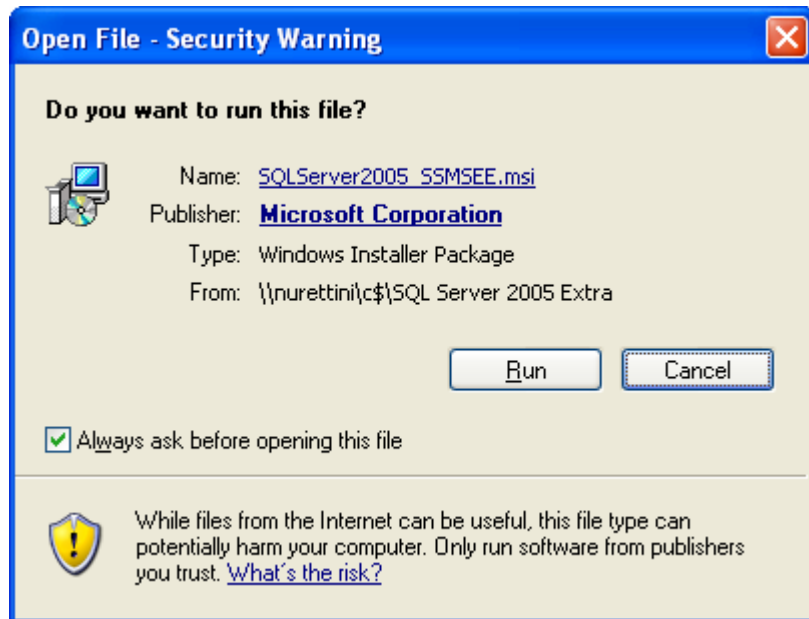 Open File - Security Warning
Do you want to run this file?
Name: SQLServer2005_SSMSEE.msi
Publisher: Microsoft Corporation
Type: Windows Installer Package
From: \\nurettini\c$\SQL Server 2005 Extra
Run Cancel
Always ask before opening this file
While files from the Internet can be useful, this file type can
potentially harm your computer. Only run software from publishers
you trust. What's the risk?